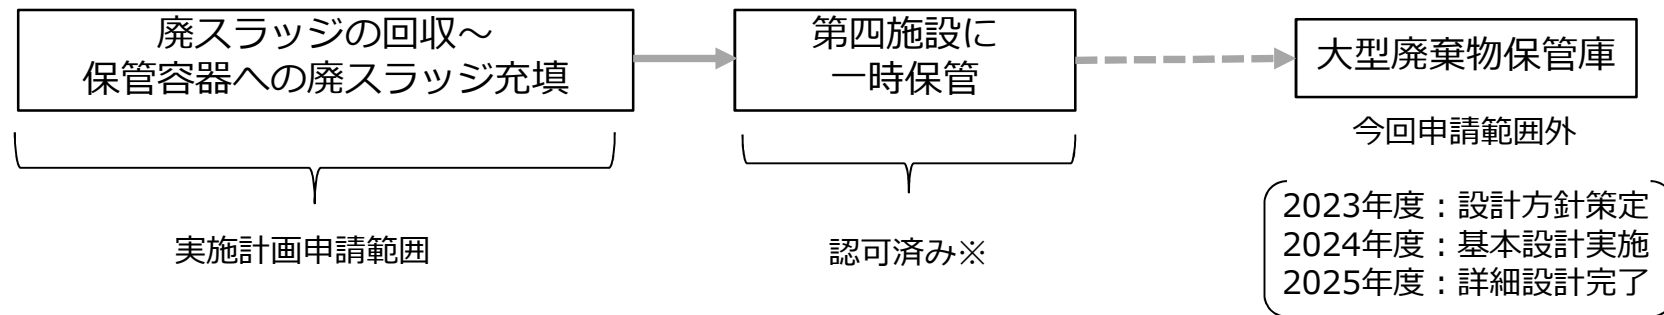 廃スラッジの回収～
保管容器への廃スラッジ充填
第四施設に
一時保管
大型廃棄物保管庫
今回申請範囲外
実施計画申請範囲
認可済み※
2023年度：設計方針策定
2024年度：基本設計実施
2025年度：詳細設計完了